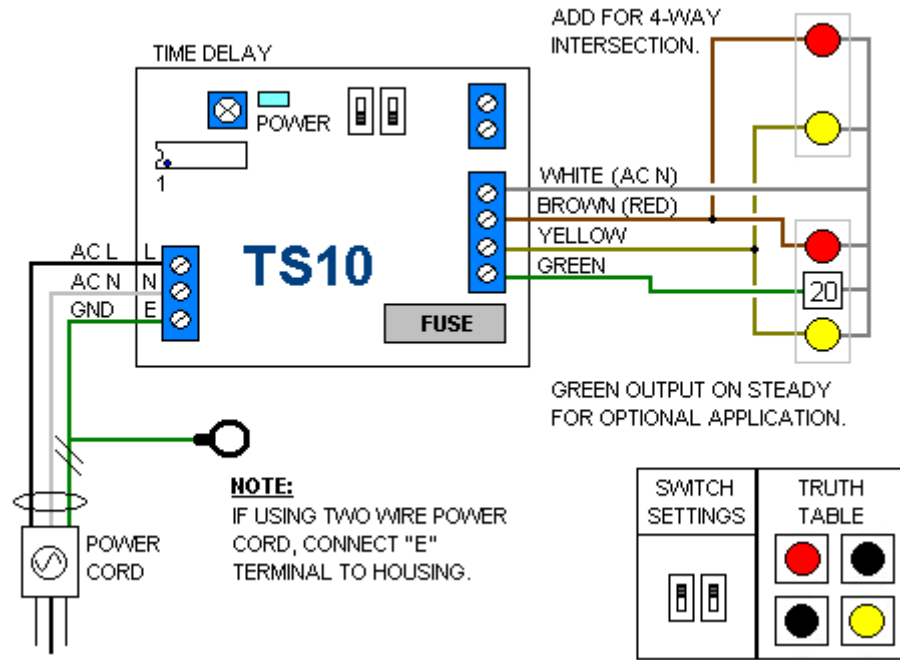 ADD FOR 4-WAY
INTERSECTION.
TIME DELAY
POWER
1
WHITE (AC N)
BROWN (RED)
YELLOW
GREEN
AC L L
AC N N
GND E
TS10
20
FUSE
GREEN OUTPUT ON STEADY
FOR OPTIONAL APPLICATION.
NOTE:
IF USING TWO WIRE POWER
CORD, CONNECT "E"
TERMINAL TO HOUSING.
POWER
CORD
SWITCH
SETTINGS
TRUTH
TABLE